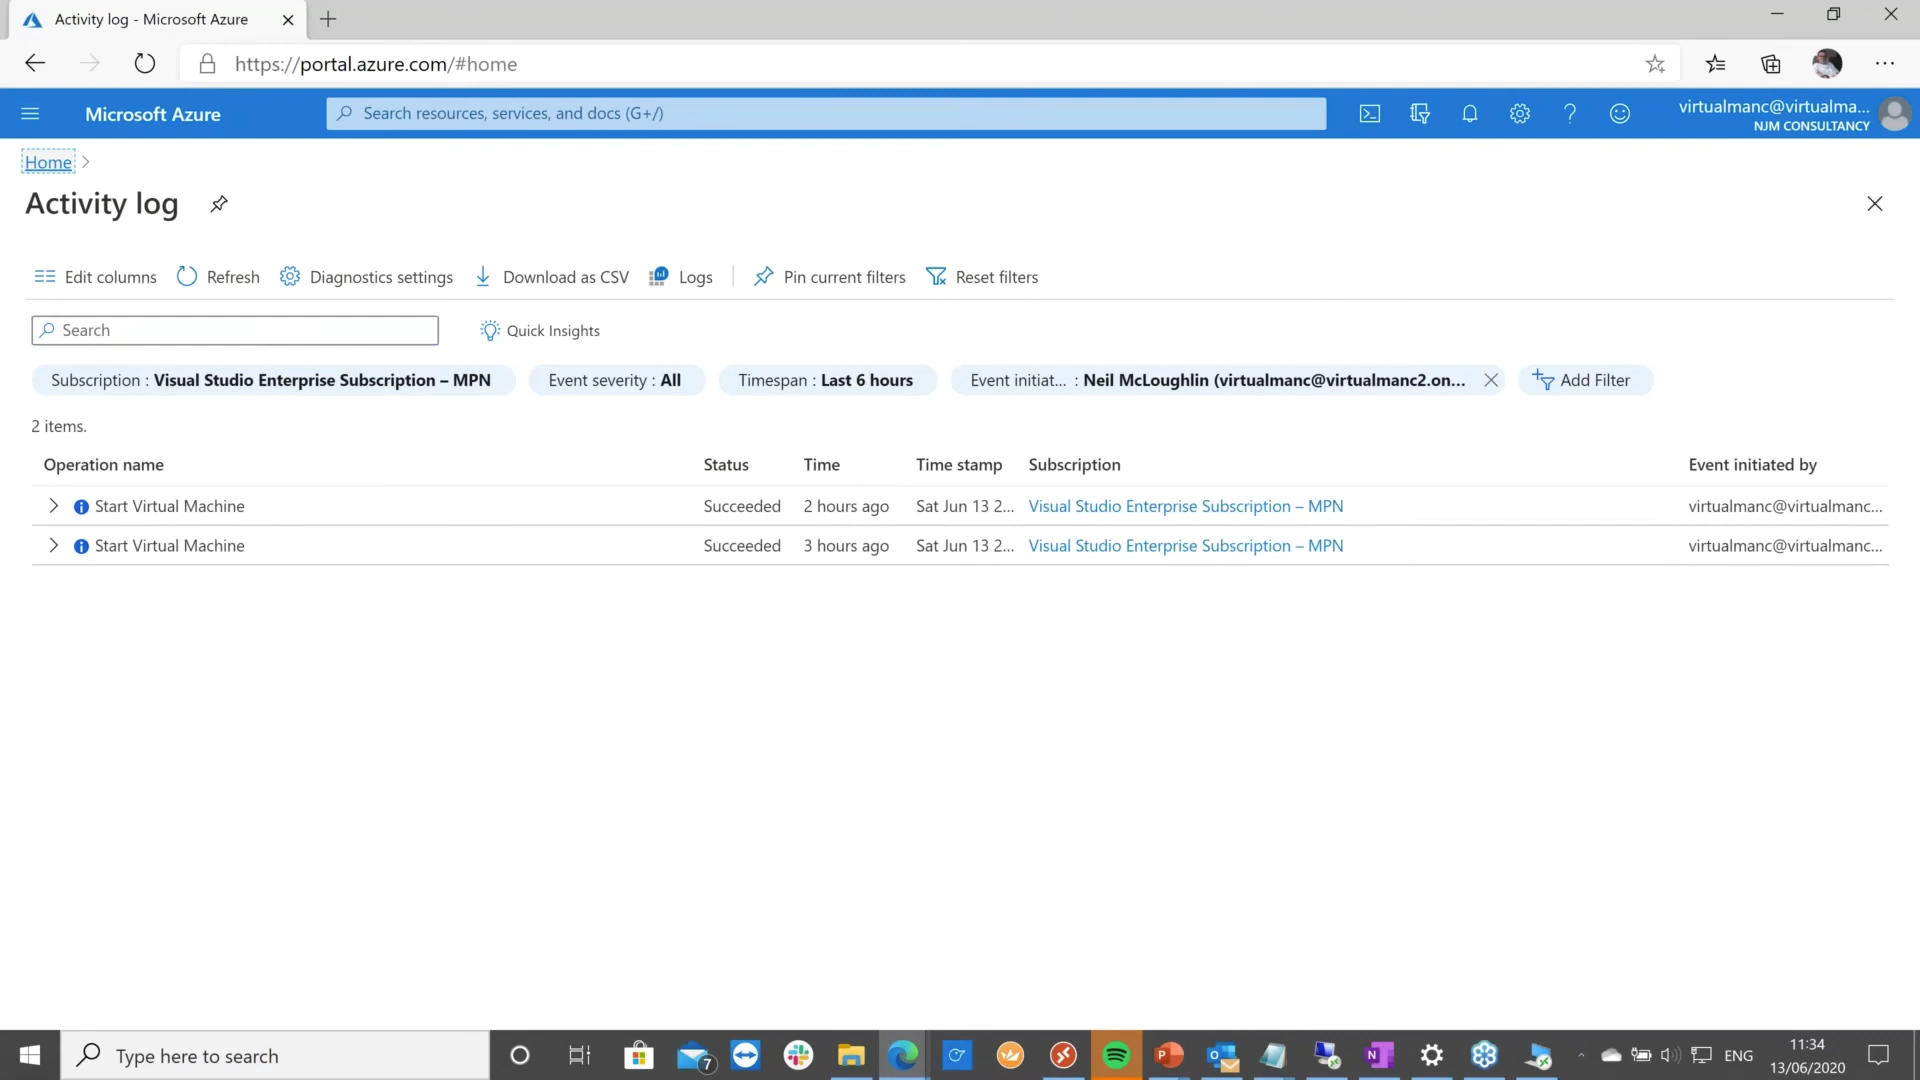 Activity log - Microsoft Azure
https://portal.azure.com/#home
Microsoft Azure
Search resources, services, and docs (G+/)
virtualmanc@virtualma...
NJM CONSULTANCY
Home
Activity log
Edit columns Refresh Diagnostics settings Download as CSV Logs Pin current filters Reset filters
Search Quick Insights
Subscription : Visual Studio Enterprise Subscription – MPN Event severity : All Timespan : Last 6 hours Event initiat... : Neil McLoughlin (virtualmanc@virtualmanc2.on... Add Filter
2 items.
Operation name Status Time Time stamp Subscription Event initiated by
Start Virtual Machine Succeeded 2 hours ago Sat Jun 13 2... Visual Studio Enterprise Subscription – MPN virtualmanc@virtualmanc...
Start Virtual Machine Succeeded 3 hours ago Sat Jun 13 2... Visual Studio Enterprise Subscription – MPN virtualmanc@virtualmanc...
Type here to search
7
ENG
11:34
13/06/2020